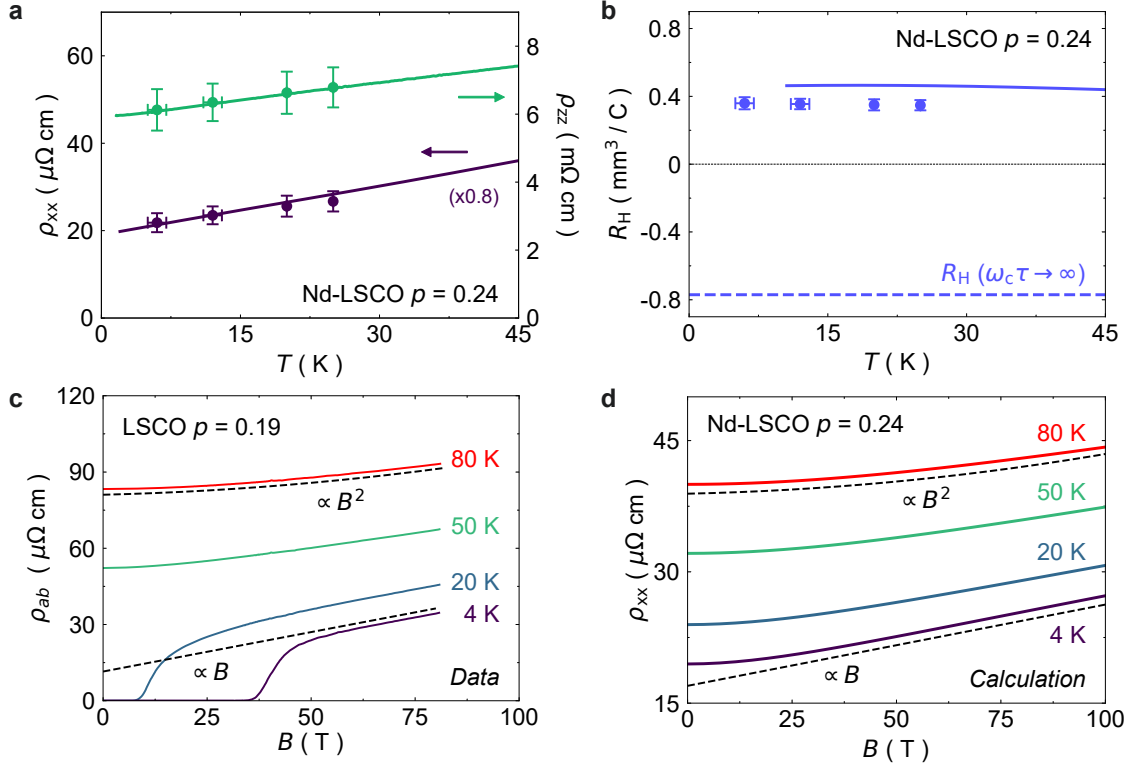 a
60
40
20
0
ρxx ( μΩ cm )
8
6
4
2
0
ρzz ( mΩ cm )
(x0.8)
Nd-LSCO p = 0.24
0
15
30
45
T ( K )
b
Nd-LSCO p = 0.24
0.8
0.4
0
-0.4
-0.8
RH ( mm³ / C )
RH (ωcτ → ∞)
0
15
30
45
T ( K )
c
LSCO p = 0.19
120
90
60
30
0
ρab ( μΩ cm )
80 K
∝ B²
50 K
20 K
4 K
∝ B
Data
0
25
50
75
100
B ( T )
d
Nd-LSCO p = 0.24
45
30
15
ρxx ( μΩ cm )
80 K
∝ B²
50 K
20 K
4 K
∝ B
Calculation
0
25
50
75
100
B ( T )